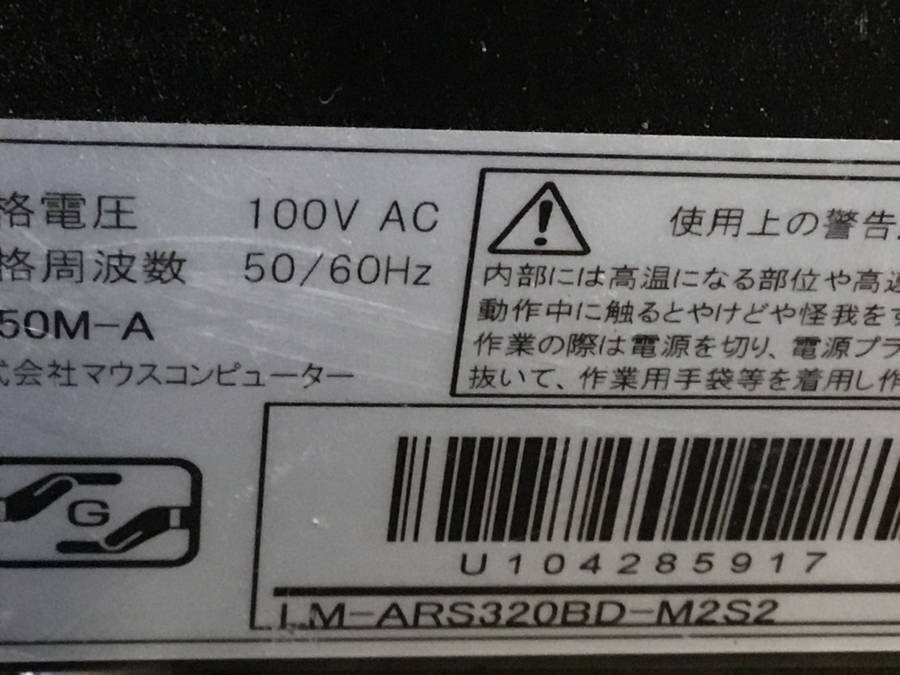 格電圧 100V AC
格周波数 50/60Hz
50M-A
式会社マウスコンピューター
使用上の警告
内部には高温になる部位や高速
動作中に触るとやけどや怪我をす
作業の際は電源を切り、電源プラ
抜いて、作業用手袋等を着用し作
G
U104285917
LM-ARS320BD-M2S2